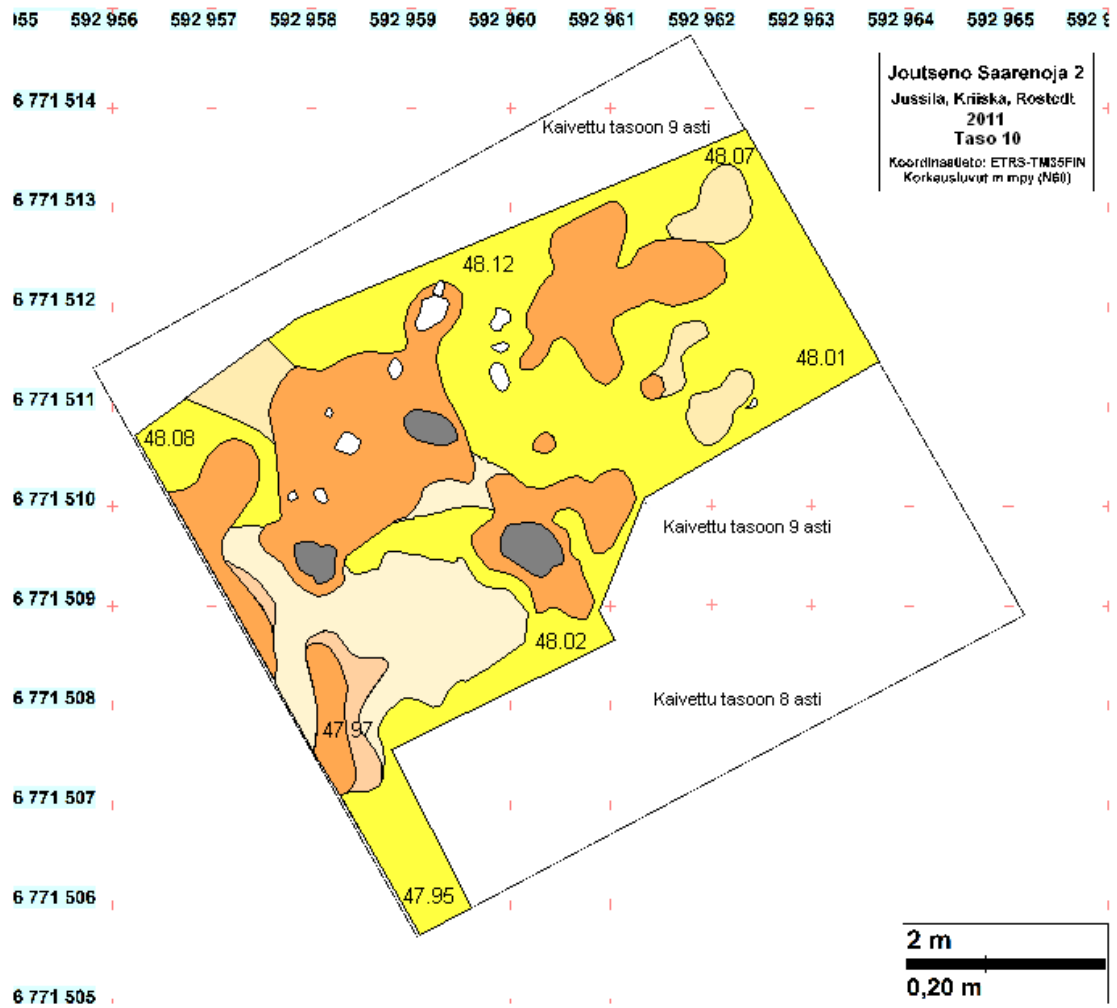 592 956 592 957 592 958 592 959 592 960 592 961 592 962 592 963 592 964 592 965
Joutseno Saarenoja 2
Jussila, Kriiska, Rostedt
2011
Taso 10
Koordinaatisto: ETRS-TM35FIN
Korkeusluvut m mpy (N60)
6 771 514
Kaivettu tasoon 9 asti
48.07
6 771 513
48.12
6 771 512
48.01
6 771 511
48.08
6 771 510
Kaivettu tasoon 9 asti
6 771 509
48.02
6 771 508
Kaivettu tasoon 8 asti
47.97
6 771 507
6 771 506
47.95
2 m
0,20 m
6 771 505